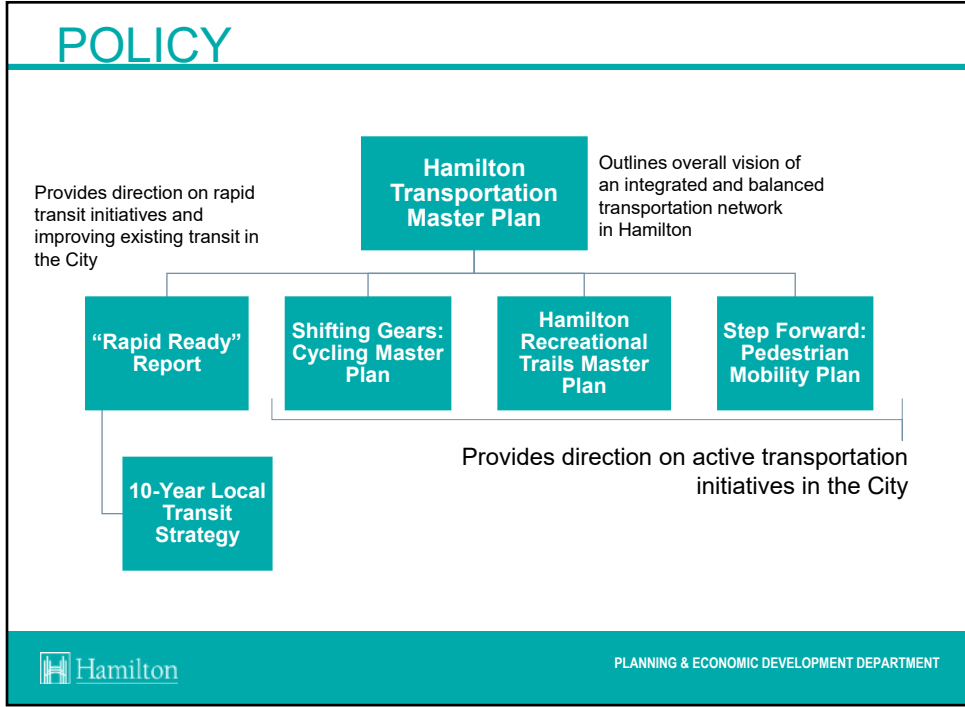 POLICY
Provides direction on rapid
transit initiatives and
improving existing transit in
the City
Hamilton
Transportation
Master Plan
Outlines overall vision of
an integrated and balanced
transportation network
in Hamilton
“Rapid Ready”
Report
Shifting Gears:
Cycling Master
Plan
Hamilton
Recreational
Trails Master
Plan
Step Forward:
Pedestrian
Mobility Plan
Provides direction on active transportation
initiatives in the City
10-Year Local
Transit
Strategy
Hamilton
PLANNING & ECONOMIC DEVELOPMENT DEPARTMENT